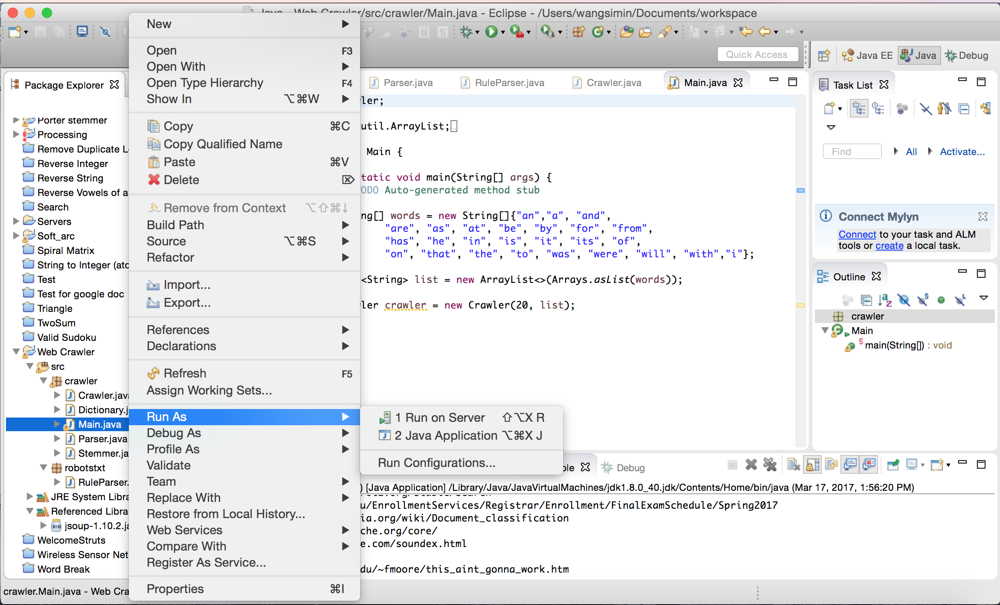 Java - Web Crawler/src/crawler/Main.java - Eclipse - /Users/wangsimin/Documents/workspace
Quick Access
Java EE
Java
Debug
Package Explorer
Porter stemmer
Processing
Remove Duplicate L
Reverse Integer
Reverse String
Reverse Vowels of a
Search
Servers
Soft_arc
Spiral Matrix
String to Integer (ato
Test
Test for google doc
Triangle
TwoSum
Valid Sudoku
Web Crawler
src
crawler
Crawler.java
Dictionary.j
Main.java
Parser.java
Stemmer.ja
robotstxt
RuleParser.
JRE System Libra
Referenced Libra
jsoup-1.10.2.ja
WelcomeStruts
Wireless Sensor Net
Word Break
crawler.Main.java - Web Cra
New
Open F3
Open With
Open Type Hierarchy F4
Show In ⌥⌘W
Copy ⌘C
Copy Qualified Name
Paste ⌘V
Delete ⌦
Remove from Context ⌥⇧⌘↓
Build Path
Source ⌥⌘S
Refactor
Import...
Export...
References
Declarations
Refresh F5
Assign Working Sets...
Run As
Debug As
Profile As
Validate
Team
Replace With
Restore from Local History...
Web Services
Compare With
Register As Service...
Properties ⌘I
1 Run on Server ⇧⌥X R
2 Java Application ⌥⌘X J
Run Configurations...
Parser.java
RuleParser.java
Crawler.java
Main.java
ler;
util.ArrayList;
Main {
tatic void main(String[] args) {
ODO Auto-generated method stub
ng[] words = new String[]{"an","a", "and",
"are", "as", "at", "be", "by", "for", "from",
"has", "he", "in", "is", "it", "its", "of",
"on", "that", "the", "to", "was", "were", "will", "with","i"};
<String> list = new ArrayList<>(Arrays.asList(words));
ler crawler = new Crawler(20, list);
Task List
Find
All
Activate...
Connect Mylyn
Connect to your task and ALM
tools or create a local task.
Outline
crawler
Main
main(String[]) : void
ole
Debug
) [Java Application] /Library/Java/JavaVirtualMachines/jdk1.8.0_40.jdk/Contents/Home/bin/java (Mar 17, 2017, 1:56:20 PM)
u/EnrollmentServices/Registrar/Enrollment/FinalExamSchedule/Spring2017
ia.org/wiki/Document_classification
che.org/core/
e.com/soundex.html
du/~fmoore/this_aint_gonna_work.htm